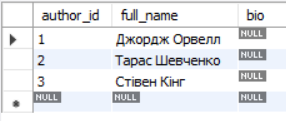 author_id full_name bio
1 Джордж Орвелл NULL
2 Тарас Шевченко NULL
3 Стівен Кінг NULL
NULL NULL NULL